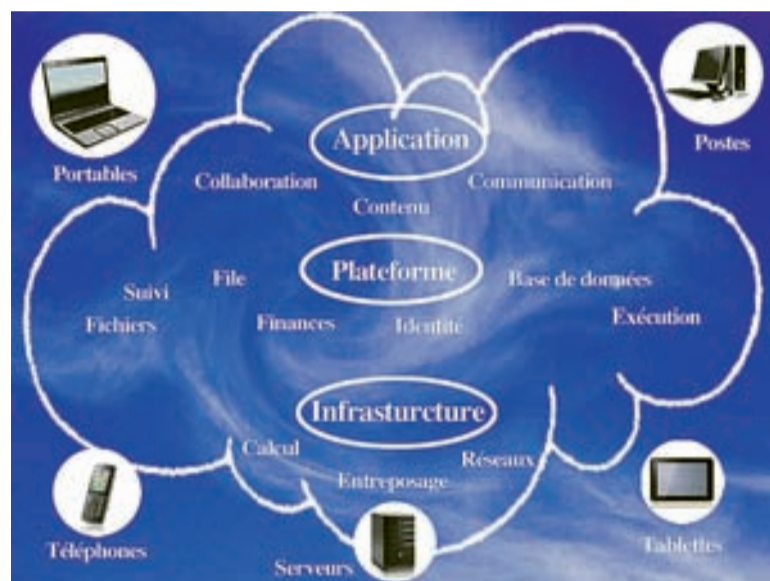 Application
Portables
Postes
Collaboration
Communication
Contenu
Plateforme
Suivi
File
Base de données
Fichiers
Finances
Identité
Exécution
Infrasturcture
Calcul
Réseaux
Entreposage
Téléphones
Serveurs
Tablettes